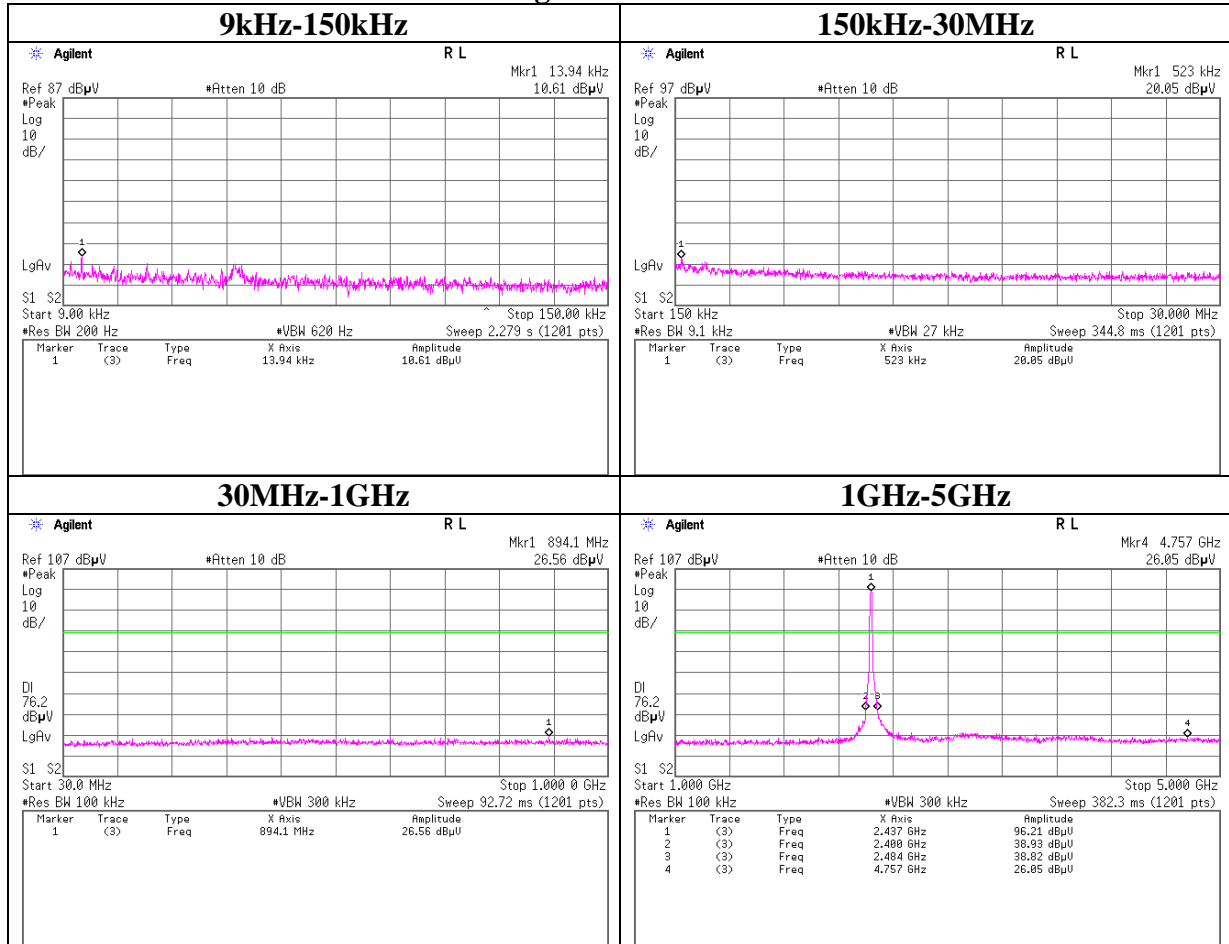 9kHz-150kHz
Agilent R L
Mkr1 13.94 kHz
Ref 87 dBµV #Atten 10 dB 10.61 dBµV
#Peak
Log
10
dB/
1
LgAv
S1 S2
Start 9.00 kHz ^ Stop 150.00 kHz
#Res BW 200 Hz #VBW 620 Hz Sweep 2.279 s (1201 pts)
Marker Trace Type X Axis Amplitude
1 (3) Freq 13.94 kHz 10.61 dBµV
150kHz-30MHz
Agilent R L
Mkr1 523 kHz
Ref 97 dBµV #Atten 10 dB 20.05 dBµV
#Peak
Log
10
dB/
1
LgAv
S1 S2
Start 150 kHz Stop 30.000 MHz
#Res BW 9.1 kHz #VBW 27 kHz Sweep 344.8 ms (1201 pts)
Marker Trace Type X Axis Amplitude
1 (3) Freq 523 kHz 20.05 dBµV
30MHz-1GHz
Agilent R L
Mkr1 894.1 MHz
Ref 107 dBµV #Atten 10 dB 26.56 dBµV
#Peak
Log
10
dB/
DI
76.2
dBµV
1
LgAv
S1 S2
Start 30.0 MHz Stop 1.000 0 GHz
#Res BW 100 kHz #VBW 300 kHz Sweep 92.72 ms (1201 pts)
Marker Trace Type X Axis Amplitude
1 (3) Freq 894.1 MHz 26.56 dBµV
1GHz-5GHz
Agilent R L
Mkr4 4.757 GHz
Ref 107 dBµV #Atten 10 dB 26.05 dBµV
#Peak
1
Log
10
dB/
DI
76.2
2 3
dBµV
4
LgAv
S1 S2
Start 1.000 GHz Stop 5.000 GHz
#Res BW 100 kHz #VBW 300 kHz Sweep 382.3 ms (1201 pts)
Marker Trace Type X Axis Amplitude
1 (3) Freq 2.437 GHz 96.21 dBµV
2 (3) Freq 2.400 GHz 38.93 dBµV
3 (3) Freq 2.484 GHz 38.82 dBµV
4 (3) Freq 4.757 GHz 26.05 dBµV